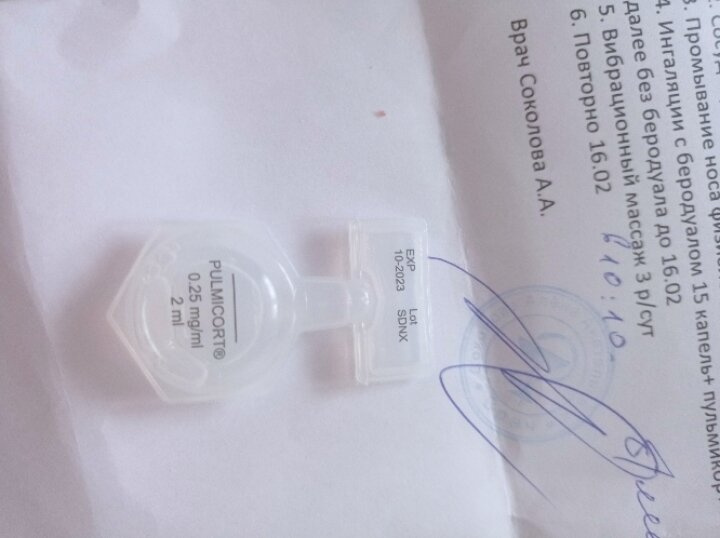 3. Промывание носа физ
4. Ингаляции с беродуалом 15 капель+ пульмикор
далее без беродуала до 16.02
5. Вибрационный массаж 3 р/сут
6. Повторно 16.02 в 10:10.
Врач Соколова А.А.
EXP
10-2023
Lot
SDNX
PULMICORT®
0.25 mg/ml
2 ml